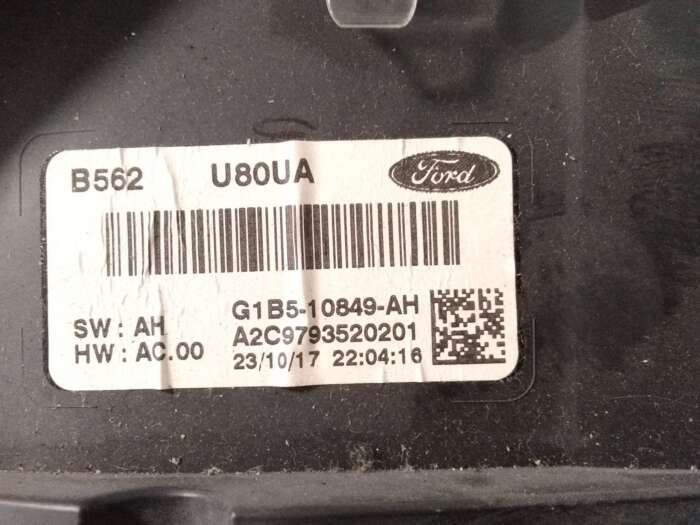 B562 U80UA Ford
SW: AH
HW: AC.00
G1B5-10849-AH
A2C9793520201
23/10/17 22:04:16